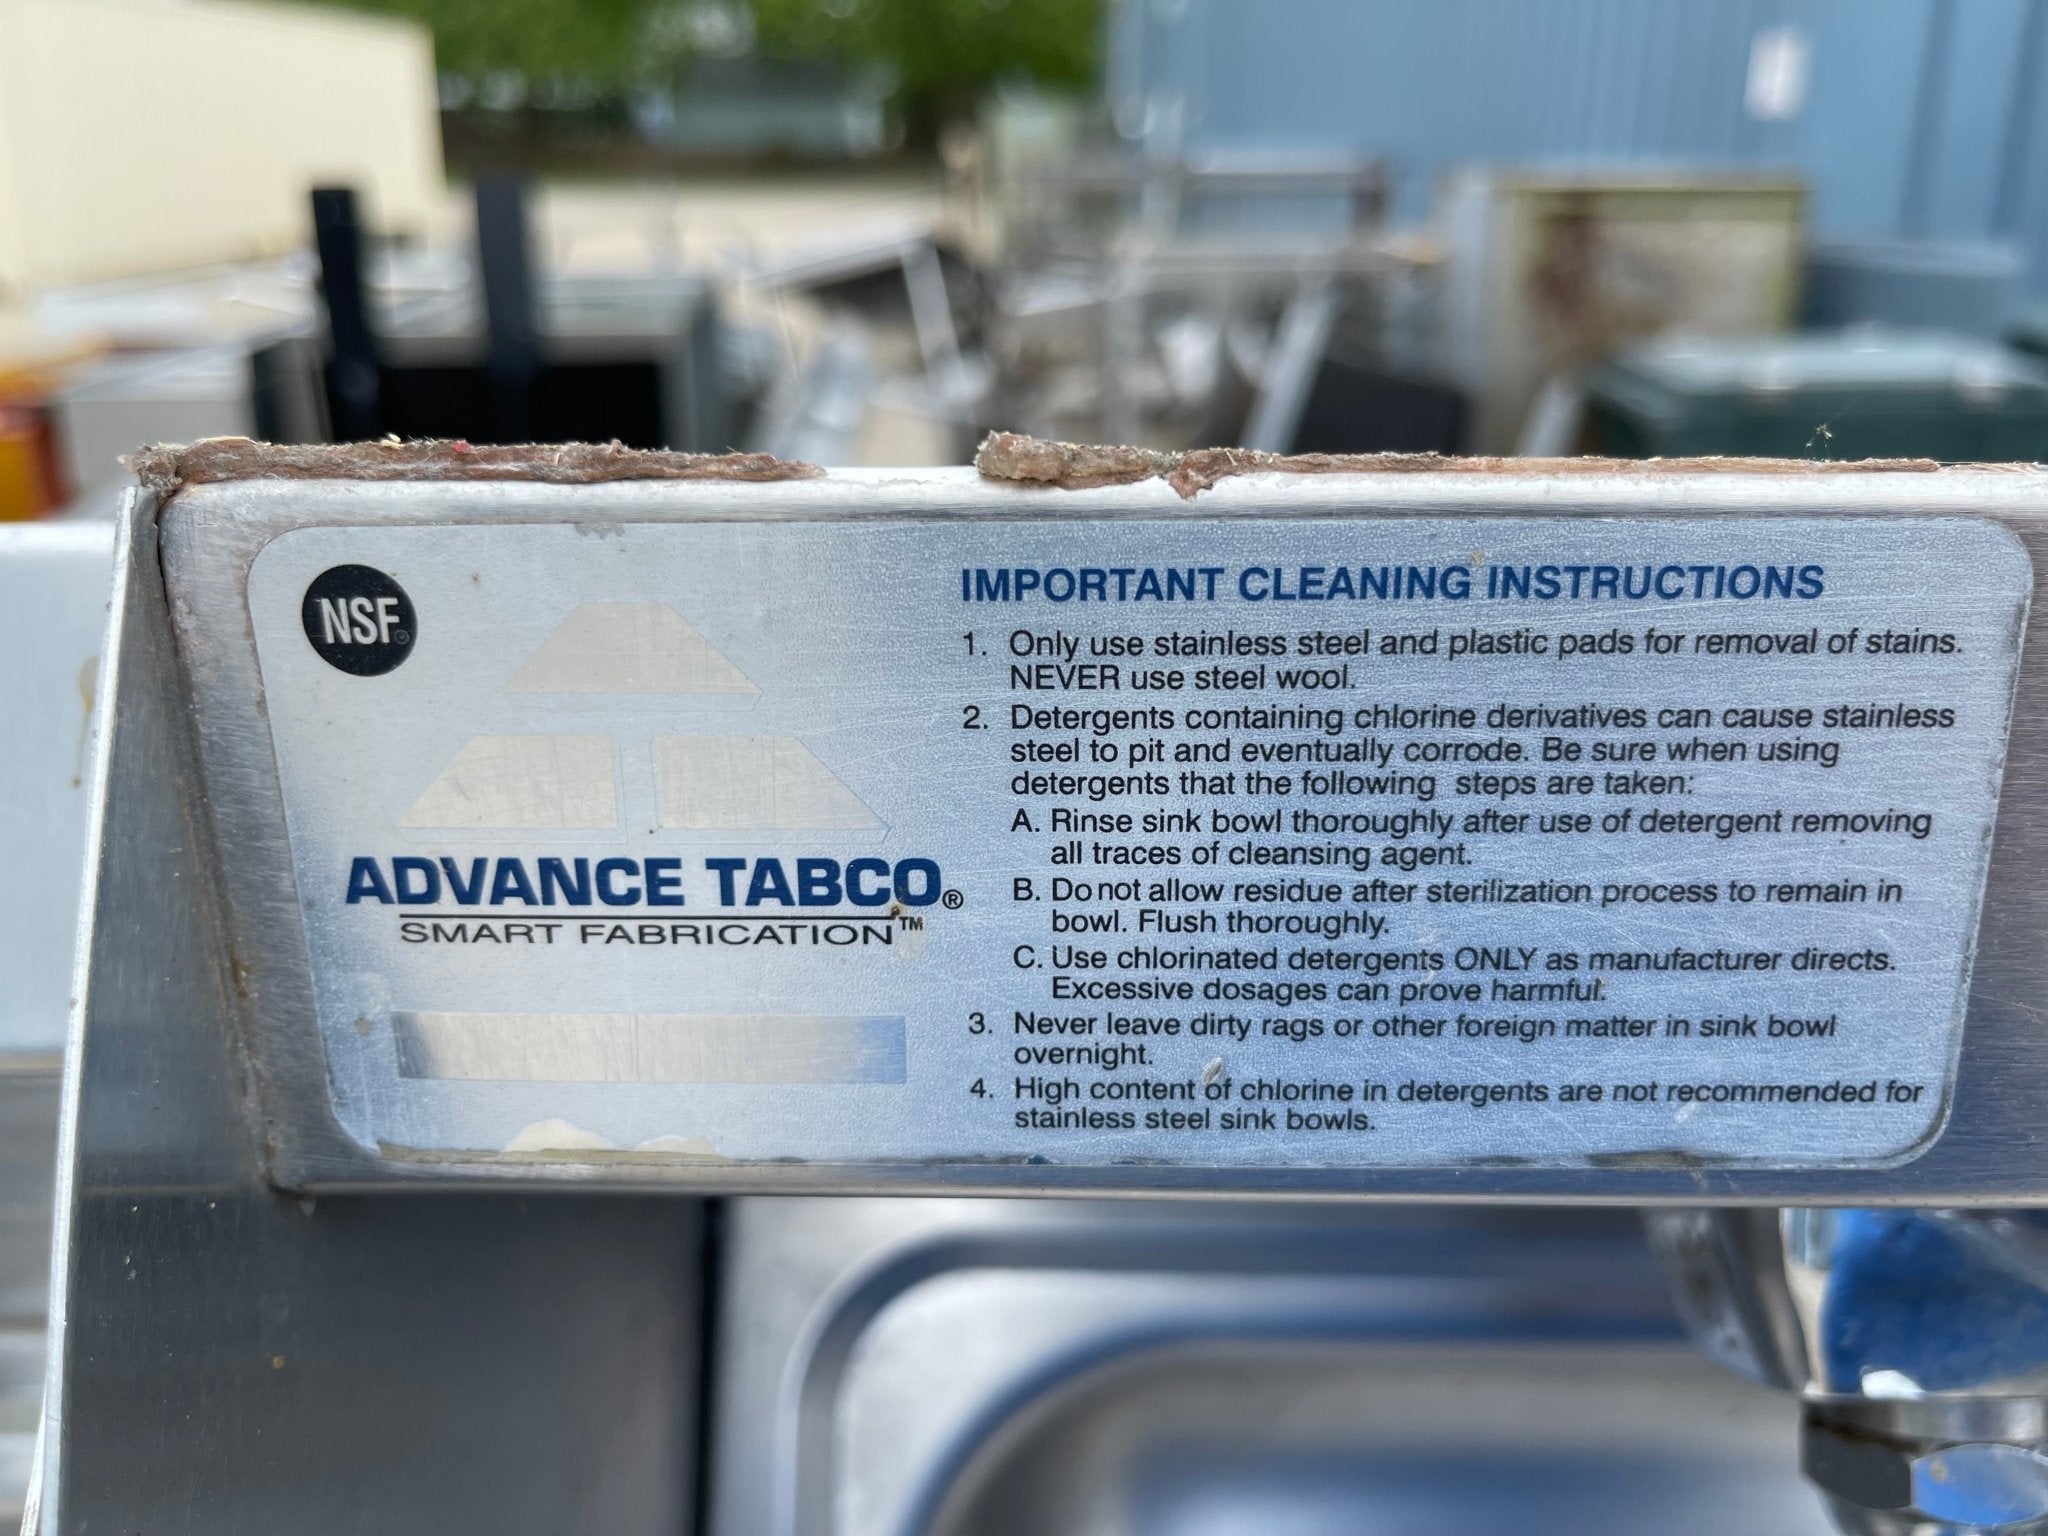 NSF®
ADVANCE TABCO®
SMART FABRICATION™
IMPORTANT CLEANING INSTRUCTIONS
1. Only use stainless steel and plastic pads for removal of stains.
NEVER use steel wool.
2. Detergents containing chlorine derivatives can cause stainless
steel to pit and eventually corrode. Be sure when using
detergents that the following steps are taken:
A. Rinse sink bowl thoroughly after use of detergent removing
all traces of cleansing agent.
B. Do not allow residue after sterilization process to remain in
bowl. Flush thoroughly.
C. Use chlorinated detergents ONLY as manufacturer directs.
Excessive dosages can prove harmful.
3. Never leave dirty rags or other foreign matter in sink bowl
overnight.
4. High content of chlorine in detergents are not recommended for
stainless steel sink bowls.